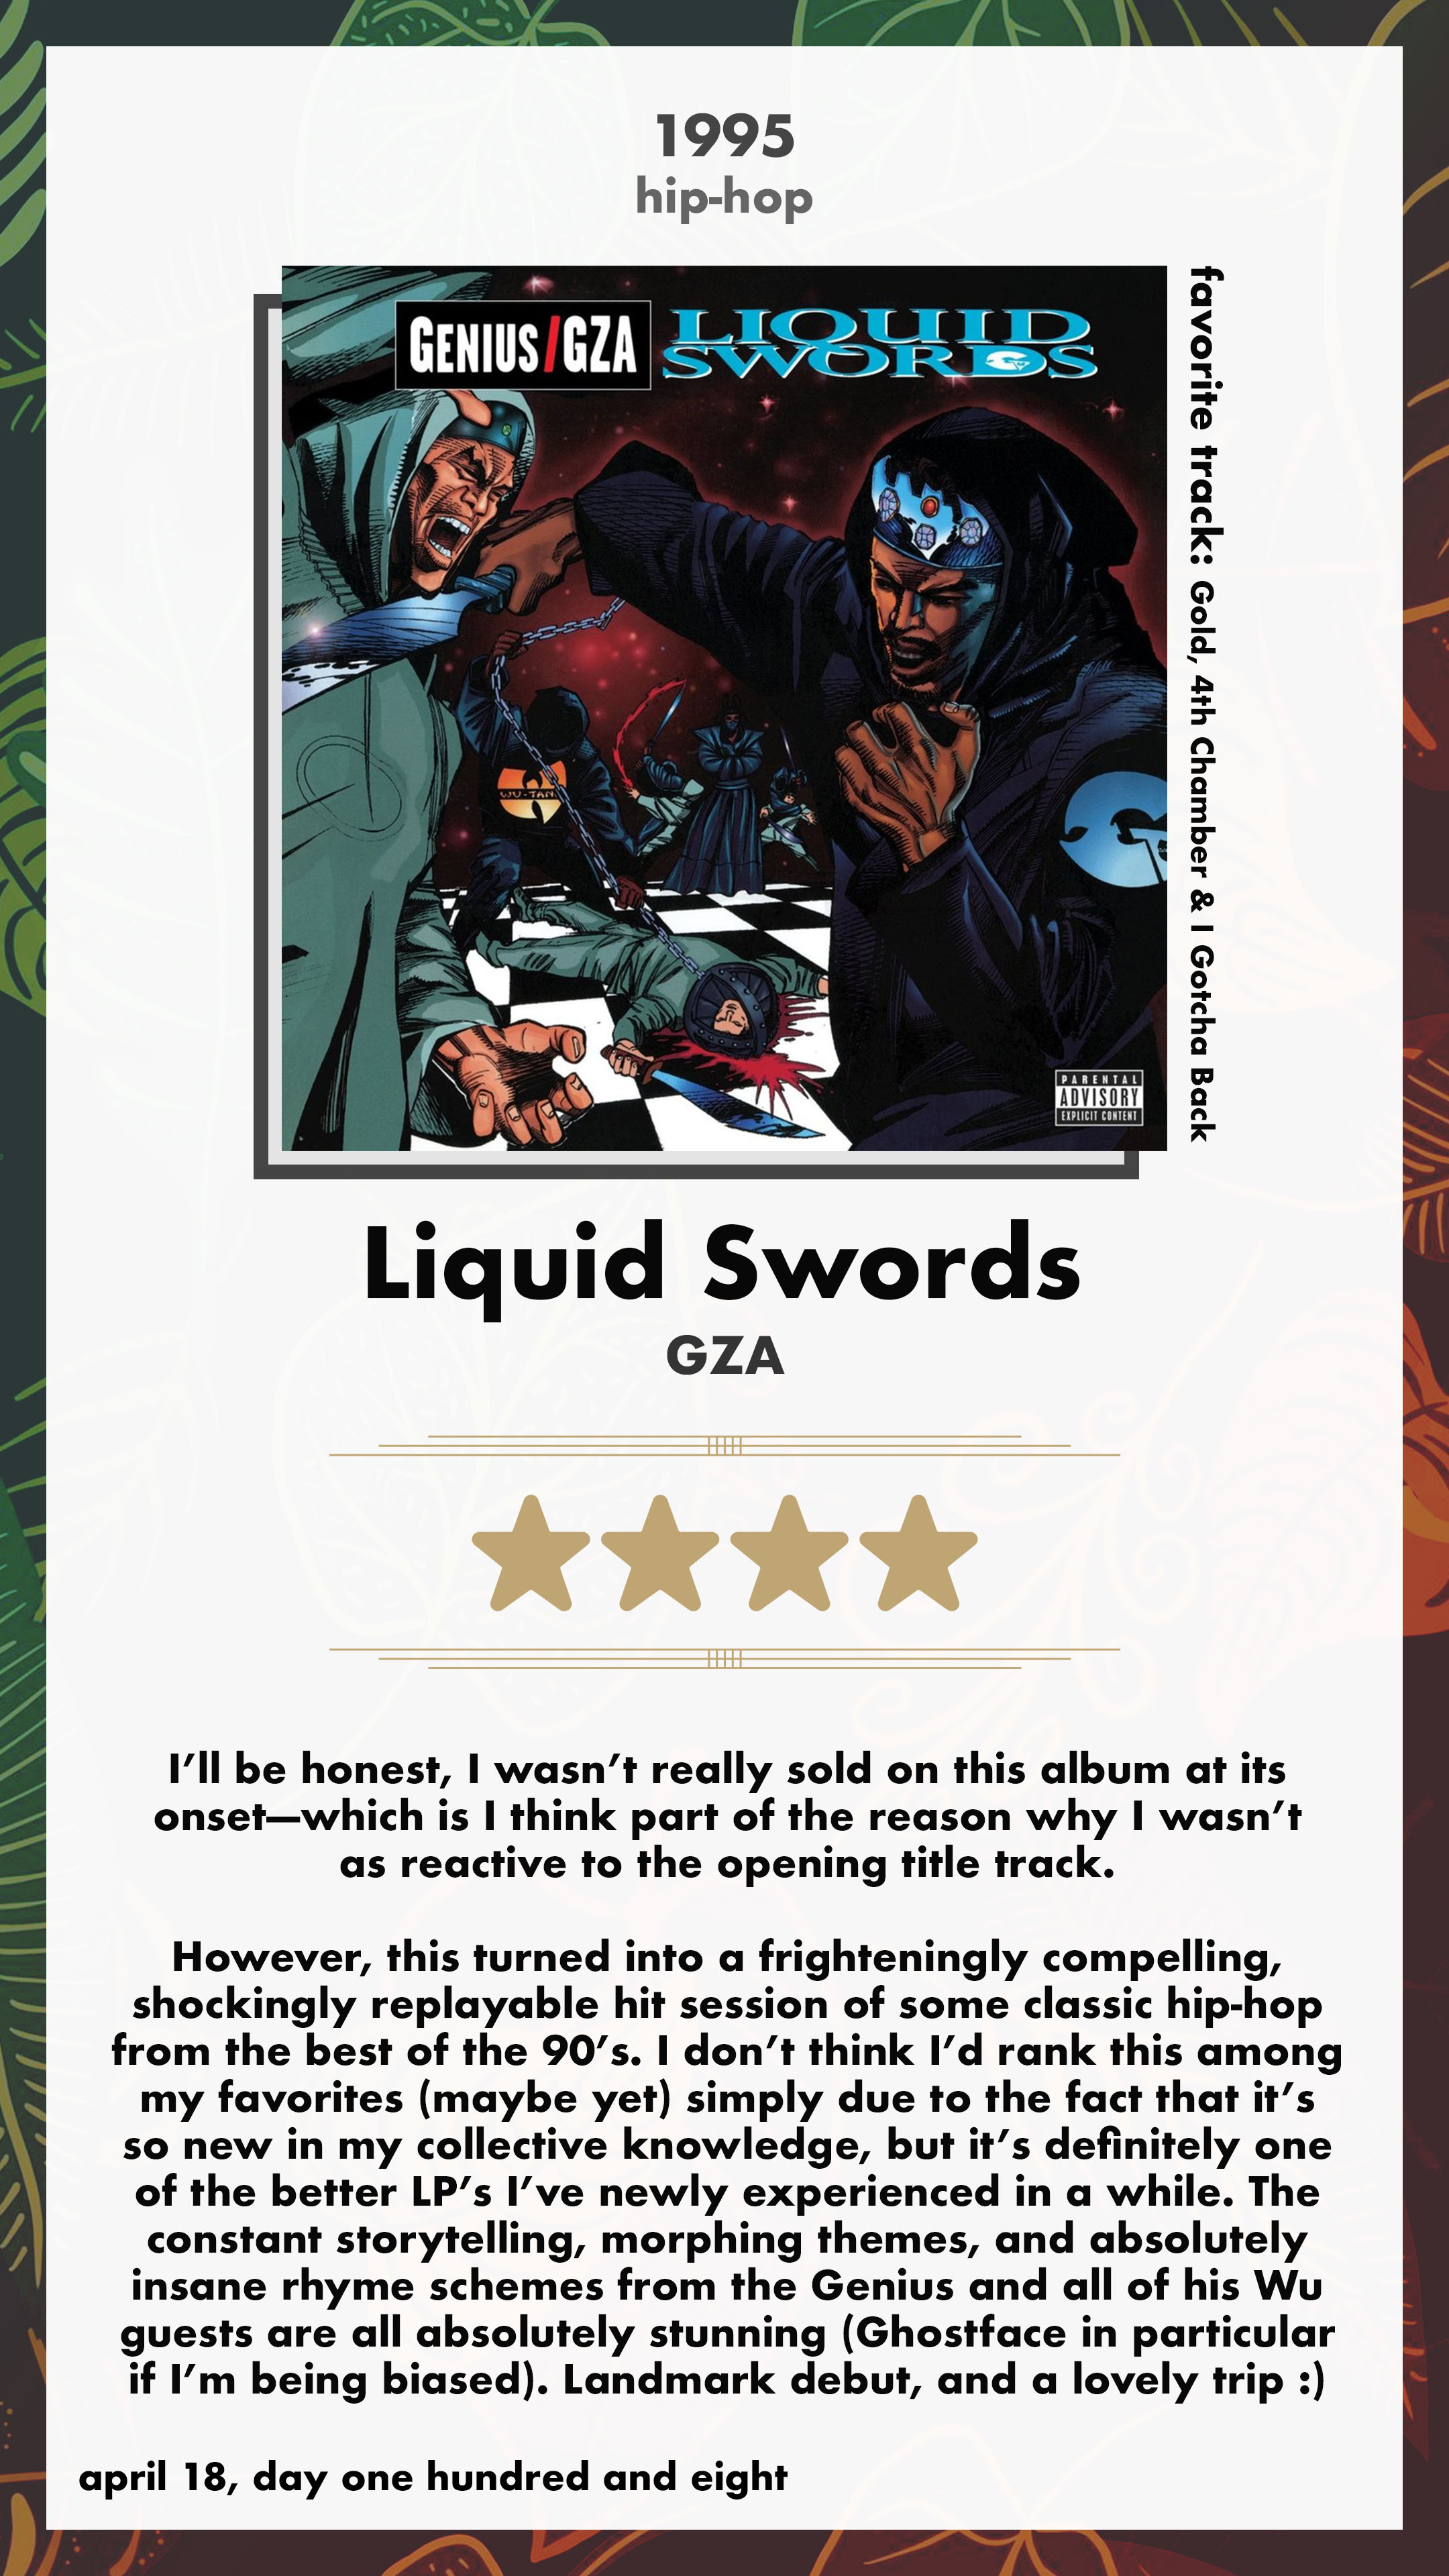 1995
hip-hop
GENIUS/GZA
LIQUID
SWORDS
WU-TAN
PARENTAL
ADVISORY
EXPLICIT CONTENT
favorite track: Gold, 4th Chamber & I Gotcha Back
Liquid Swords
GZA
I’ll be honest, I wasn’t really sold on this album at its
onset—which is I think part of the reason why I wasn’t
as reactive to the opening title track.
However, this turned into a frighteningly compelling,
shockingly replayable hit session of some classic hip-hop
from the best of the 90’s. I don’t think I’d rank this among
my favorites (maybe yet) simply due to the fact that it’s
so new in my collective knowledge, but it’s definitely one
of the better LP’s I’ve newly experienced in a while. The
constant storytelling, morphing themes, and absolutely
insane rhyme schemes from the Genius and all of his Wu
guests are all absolutely stunning (Ghostface in particular
if I’m being biased). Landmark debut, and a lovely trip :)
april 18, day one hundred and eight